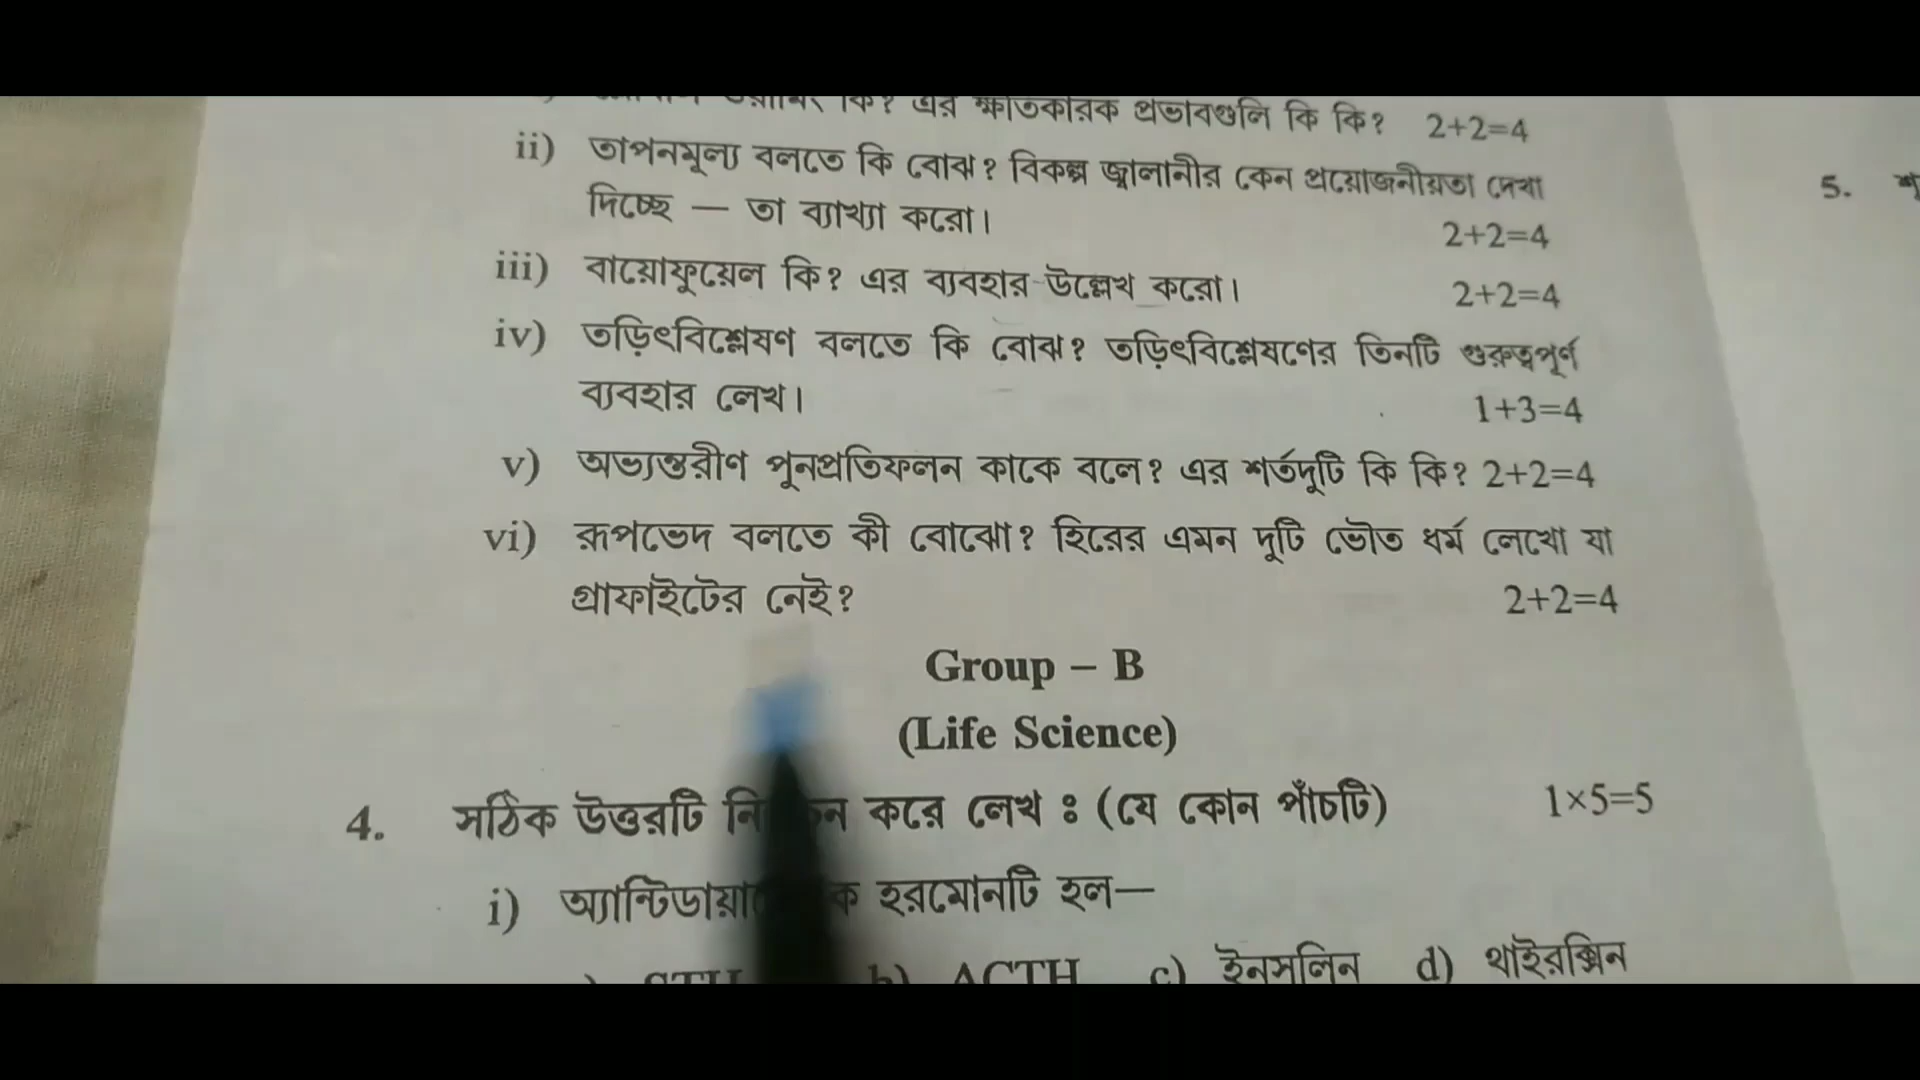 কি? এর ক্ষতিকারক প্রভাবগুলি কি কি? 2+2=4
ii) তাপনমূল্য বলতে কি বোঝ? বিকল্প জ্বালানীর কেন প্রয়োজনীয়তা দেখা
দিচ্ছে — তা ব্যাখ্যা করো। 2+2=4
iii) বায়োফুয়েল কি? এর ব্যবহার উল্লেখ করো। 2+2=4
iv) তড়িৎবিশ্লেষণ বলতে কি বোঝ? তড়িৎবিশ্লেষণের তিনটি গুরুত্বপূর্ণ
ব্যবহার লেখ। 1+3=4
v) অভ্যন্তরীণ পূনপ্রতিফলন কাকে বলে? এর শর্তদুটি কি কি? 2+2=4
vi) রূপভেদ বলতে কী বোঝো? হিরের এমন দুটি ভৌত ধর্ম লেখো যা
গ্রাফাইটের নেই? 2+2=4
Group – B
(Life Science)
4. সঠিক উত্তরটি করে লেখ ঃ (যে কোন পাঁচটি) 1×5=5
i) হরমোনটি হল—
b) ACTH c) ইনসুলিন d) থাইরক্সিন
5.